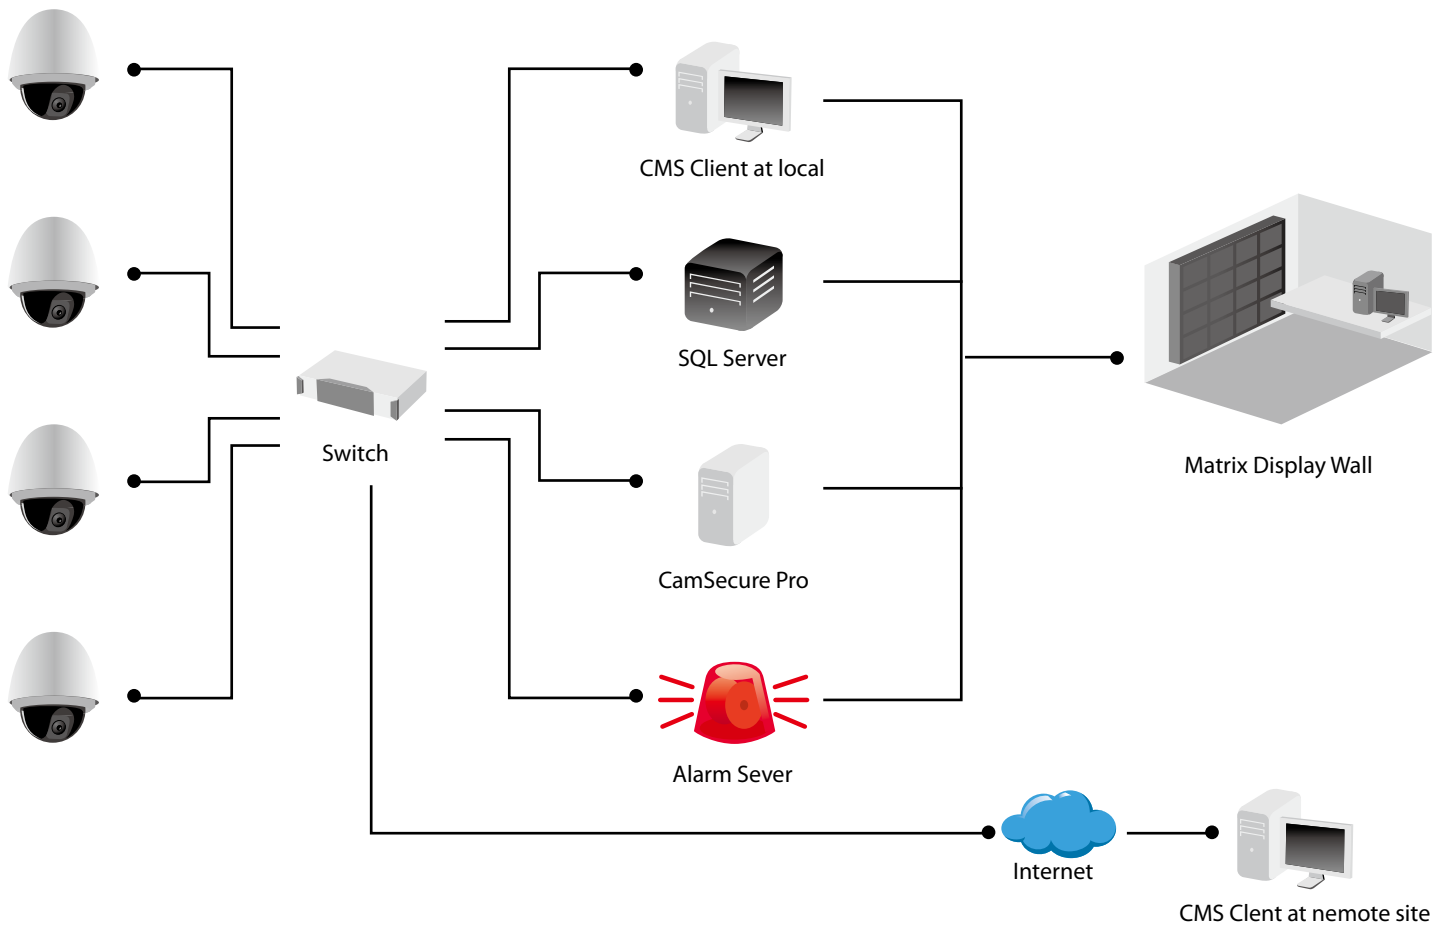 CMS Client at local
SQL Server
Switch
Matrix Display Wall
CamSecure Pro
Alarm Sever
Internet
CMS Clent at nemote site